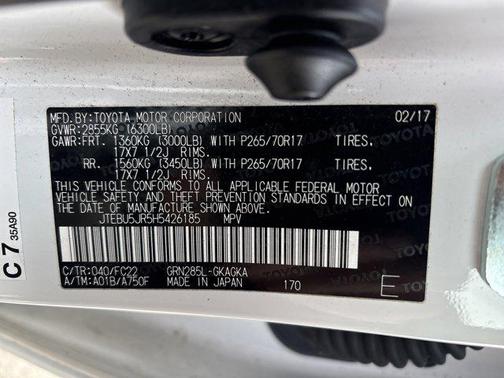 MFD.BY:TOYOTA MOTOR CORPORATION 02/17
GVWR:2855KG (6300LB)
GAWR:FRT. 1360KG (3000LB) WITH P265/70R17 TIRES,
17X7 1/2J RIMS.
RR. 1560KG (3450LB) WITH P265/70R17 TIRES,
17X7 1/2J RIMS.
THIS VEHICLE CONFORMS TO ALL APPLICABLE FEDERAL MOTOR
VEHICLE SAFETY AND THEFT PREVENTION STANDARDS IN EFFECT ON
THE DATE OF MANUFACTURE SHOWN ABOVE.
JTEBU5JR5H5426185 MPV
C/TR:040/FC22 GRN285L-GKAGKA
A/TM:A01B/A750F MADE IN JAPAN 170 E
C 7 35A90